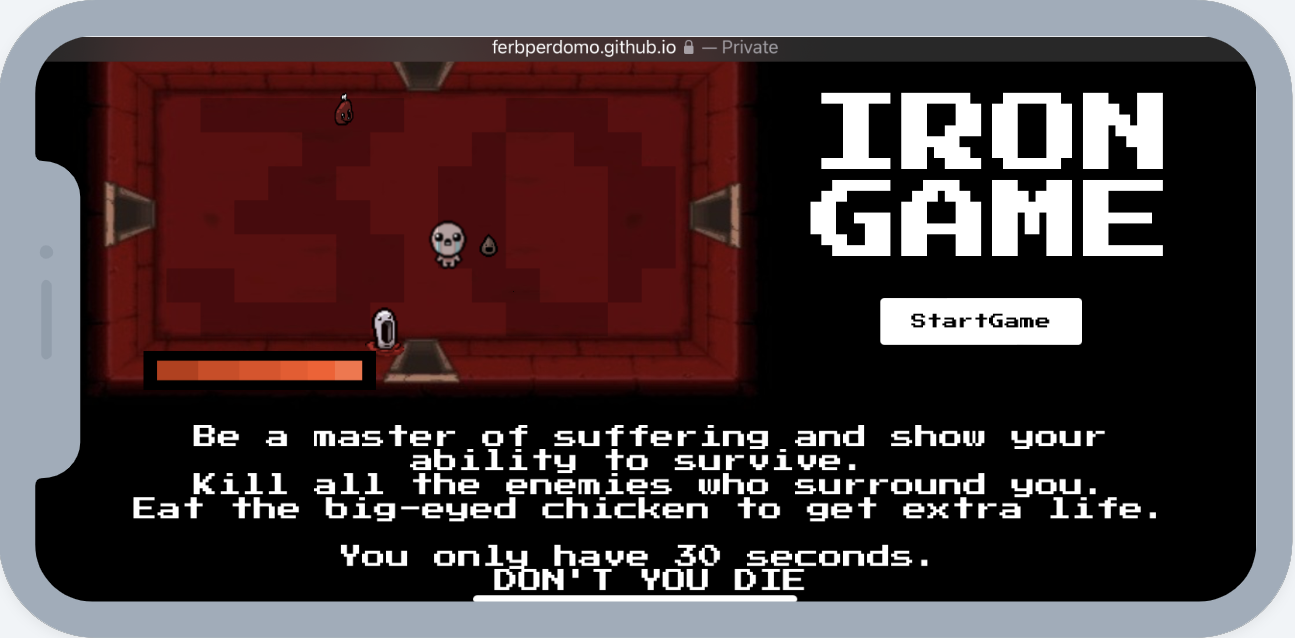 ferbperdomo.github.io — Private
30
IRON
GAME
StartGame
Be a master of suffering and show your
ability to survive.
Kill all the enemies who surround you.
Eat the big-eyed chicken to get extra life.
You only have 30 seconds.
DON'T YOU DIE